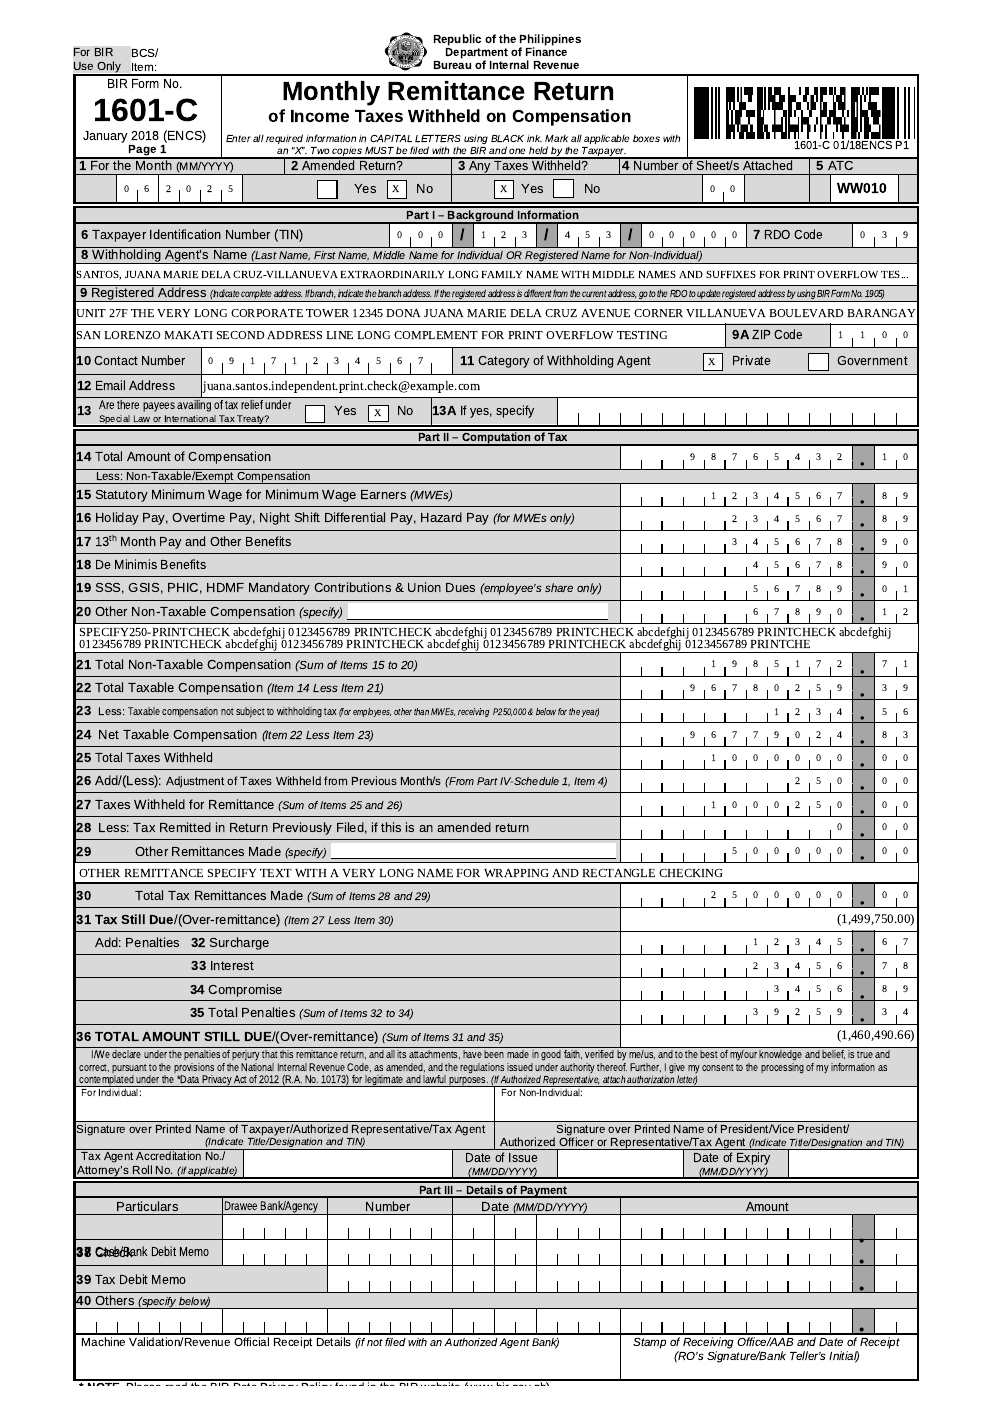 For BIR Use Only BCS/ Item:
Republic of the Philippines
Department of Finance
Bureau of Internal Revenue
BIR Form No.
1601-C
January 2018 (ENCS)
Page 1
Monthly Remittance Return
of Income Taxes Withheld on Compensation
Enter all required information in CAPITAL LETTERS using BLACK ink. Mark all applicable boxes with
an "X". Two copies MUST be filed with the BIR and one held by the Taxpayer.
1601-C 01/18ENCS P1
1 For the Month (MM/YYYY) 2 Amended Return? 3 Any Taxes Withheld? 4 Number of Sheet/s Attached 5 ATC
0 6 2 0 2 5 Yes X No X Yes No 0 0 WW010
Part I – Background Information
6 Taxpayer Identification Number (TIN) 0 0 0 / 1 2 3 / 4 5 3 / 0 0 0 0 0 7 RDO Code 0 3 9
8 Withholding Agent's Name (Last Name, First Name, Middle Name for Individual OR Registered Name for Non-Individual)
SANTOS, JUANA MARIE DELA CRUZ-VILLANUEVA EXTRAORDINARILY LONG FAMILY NAME WITH MIDDLE NAMES AND SUFFIXES FOR PRINT OVERFLOW TES...
9 Registered Address (Indicate complete address. If branch, indicate the branch address. If the registered address is different from the current address, go to the RDO to update registered address by using BIR Form No. 1905)
UNIT 27F THE VERY LONG CORPORATE TOWER 12345 DONA JUANA MARIE DELA CRUZ AVENUE CORNER VILLANUEVA BOULEVARD BARANGAY
SAN LORENZO MAKATI SECOND ADDRESS LINE LONG COMPLEMENT FOR PRINT OVERFLOW TESTING 9A ZIP Code 1 1 0 0
10 Contact Number 0 9 1 7 1 2 3 4 5 6 7 11 Category of Withholding Agent X Private Government
12 Email Address juana.santos.independent.print.check@example.com
13 Are there payees availing of tax relief under Special Law or International Tax Treaty? Yes X No 13A If yes, specify
Part II – Computation of Tax
14 Total Amount of Compensation 9 8 7 6 5 4 3 2 . 1 0
Less: Non-Taxable/Exempt Compensation
15 Statutory Minimum Wage for Minimum Wage Earners (MWEs) 1 2 3 4 5 6 7 . 8 9
16 Holiday Pay, Overtime Pay, Night Shift Differential Pay, Hazard Pay (for MWEs only) 2 3 4 5 6 7 . 8 9
17 13th Month Pay and Other Benefits 3 4 5 6 7 8 . 9 0
18 De Minimis Benefits 4 5 6 7 8 . 9 0
19 SSS, GSIS, PHIC, HDMF Mandatory Contributions & Union Dues (employee's share only) 5 6 7 8 9 . 0 1
20 Other Non-Taxable Compensation (specify) 6 7 8 9 0 . 1 2
SPECIFY250-PRINTCHECK abcdefghij 0123456789 PRINTCHECK abcdefghij 0123456789 PRINTCHECK abcdefghij 0123456789 PRINTCHECK abcdefghij
0123456789 PRINTCHECK abcdefghij 0123456789 PRINTCHECK abcdefghij 0123456789 PRINTCHECK abcdefghij 0123456789 PRINTCHE
21 Total Non-Taxable Compensation (Sum of Items 15 to 20) 1 9 8 5 1 7 2 . 7 1
22 Total Taxable Compensation (Item 14 Less Item 21) 9 6 7 8 0 2 5 9 . 3 9
23 Less: Taxable compensation not subject to withholding tax (for employees, other than MWEs, receiving P250,000 & below for the year) 1 2 3 4 . 5 6
24 Net Taxable Compensation (Item 22 Less Item 23) 9 6 7 7 9 0 2 4 . 8 3
25 Total Taxes Withheld 1 0 0 0 0 0 0 . 0 0
26 Add/(Less): Adjustment of Taxes Withheld from Previous Month/s (From Part IV-Schedule 1, Item 4) 2 5 0 . 0 0
27 Taxes Withheld for Remittance (Sum of Items 25 and 26) 1 0 0 0 2 5 0 . 0 0
28 Less: Tax Remitted in Return Previously Filed, if this is an amended return 0 . 0 0
29 Other Remittances Made (specify) 5 0 0 0 0 0 . 0 0
OTHER REMITTANCE SPECIFY TEXT WITH A VERY LONG NAME FOR WRAPPING AND RECTANGLE CHECKING
30 Total Tax Remittances Made (Sum of Items 28 and 29) 2 5 0 0 0 0 0 . 0 0
31 Tax Still Due/(Over-remittance) (Item 27 Less Item 30) (1,499,750.00)
Add: Penalties 32 Surcharge 1 2 3 4 5 . 6 7
33 Interest 2 3 4 5 6 . 7 8
34 Compromise 3 4 5 6 . 8 9
35 Total Penalties (Sum of Items 32 to 34) 3 9 2 5 9 . 3 4
36 TOTAL AMOUNT STILL DUE/(Over-remittance) (Sum of Items 31 and 35) (1,460,490.66)
I/We declare under the penalties of perjury that this remittance return, and all its attachments, have been made in good faith, verified by me/us, and to the best of my/our knowledge and belief, is true and
correct, pursuant to the provisions of the National Internal Revenue Code, as amended, and the regulations issued under authority thereof. Further, I give my consent to the processing of my information as
contemplated under the *Data Privacy Act of 2012 (R.A. No. 10173) for legitimate and lawful purposes. (If Authorized Representative, attach authorization letter)
For Individual: For Non-Individual:
Signature over Printed Name of Taxpayer/Authorized Representative/Tax Agent
(Indicate Title/Designation and TIN)
Signature over Printed Name of President/Vice President/
Authorized Officer or Representative/Tax Agent (Indicate Title/Designation and TIN)
Tax Agent Accreditation No./ Attorney's Roll No. (if applicable) Date of Issue (MM/DD/YYYY) Date of Expiry (MM/DD/YYYY)
Part III – Details of Payment
Particulars Drawee Bank/Agency Number Date (MM/DD/YYYY) Amount
37 Cash/Bank Debit Memo
38 Check
39 Tax Debit Memo
40 Others (specify below)
Machine Validation/Revenue Official Receipt Details (if not filed with an Authorized Agent Bank)
Stamp of Receiving Office/AAB and Date of Receipt
(RO's Signature/Bank Teller's Initial)
* NOTE Please read the BIR Data Privacy Policy found in the BIR website (www.bir.gov.ph)